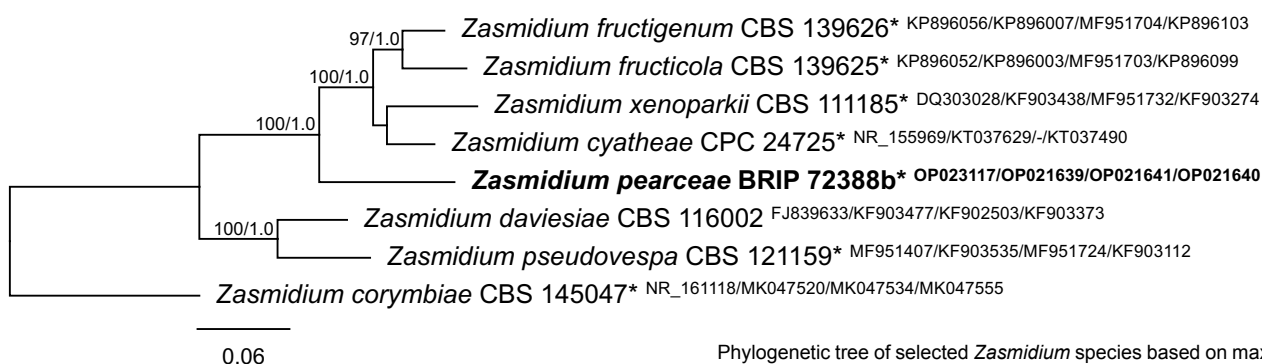 97/1.0
100/1.0
100/1.0
100/1.0
Zasmidium fructigenum CBS 139626* KP896056/KP896007/MF951704/KP896103
Zasmidium fructicola CBS 139625* KP896052/KP896003/MF951703/KP896099
Zasmidium xenoparkii CBS 111185* DQ303028/KF903438/MF951732/KF903274
Zasmidium cyatheae CPC 24725* NR_155969/KT037629/-/KT037490
Zasmidium pearceae BRIP 72388b* OP023117/OP021639/OP021641/OP021640
Zasmidium daviesiae CBS 116002 FJ839633/KF903477/KF902503/KF903373
Zasmidium pseudovespa CBS 121159* MF951407/KF903535/MF951724/KF903112
Zasmidium corymbiae CBS 145047* NR_161118/MK047520/MK047534/MK047555
0.06
Phylogenetic tree of selected Zasmidium species based on